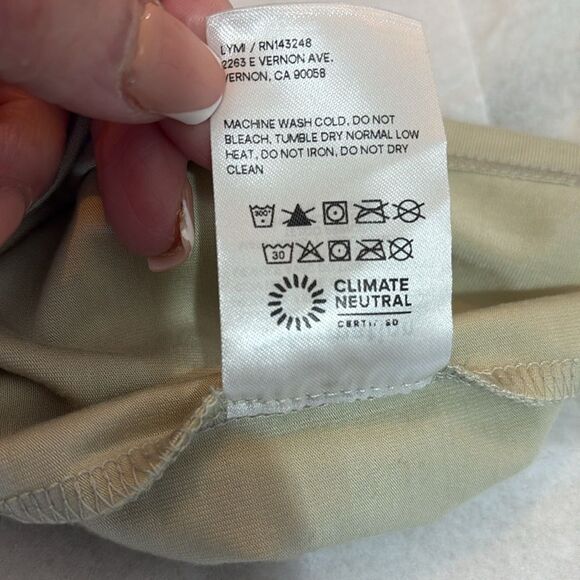 LYMI / RN143248
2263 E VERNON AVE.
VERNON, CA 90058
MACHINE WASH COLD, DO NOT
BLEACH, TUMBLE DRY NORMAL LOW
HEAT, DO NOT IRON, DO NOT DRY
CLEAN
30
CLIMATE
NEUTRAL
CERTIFIED